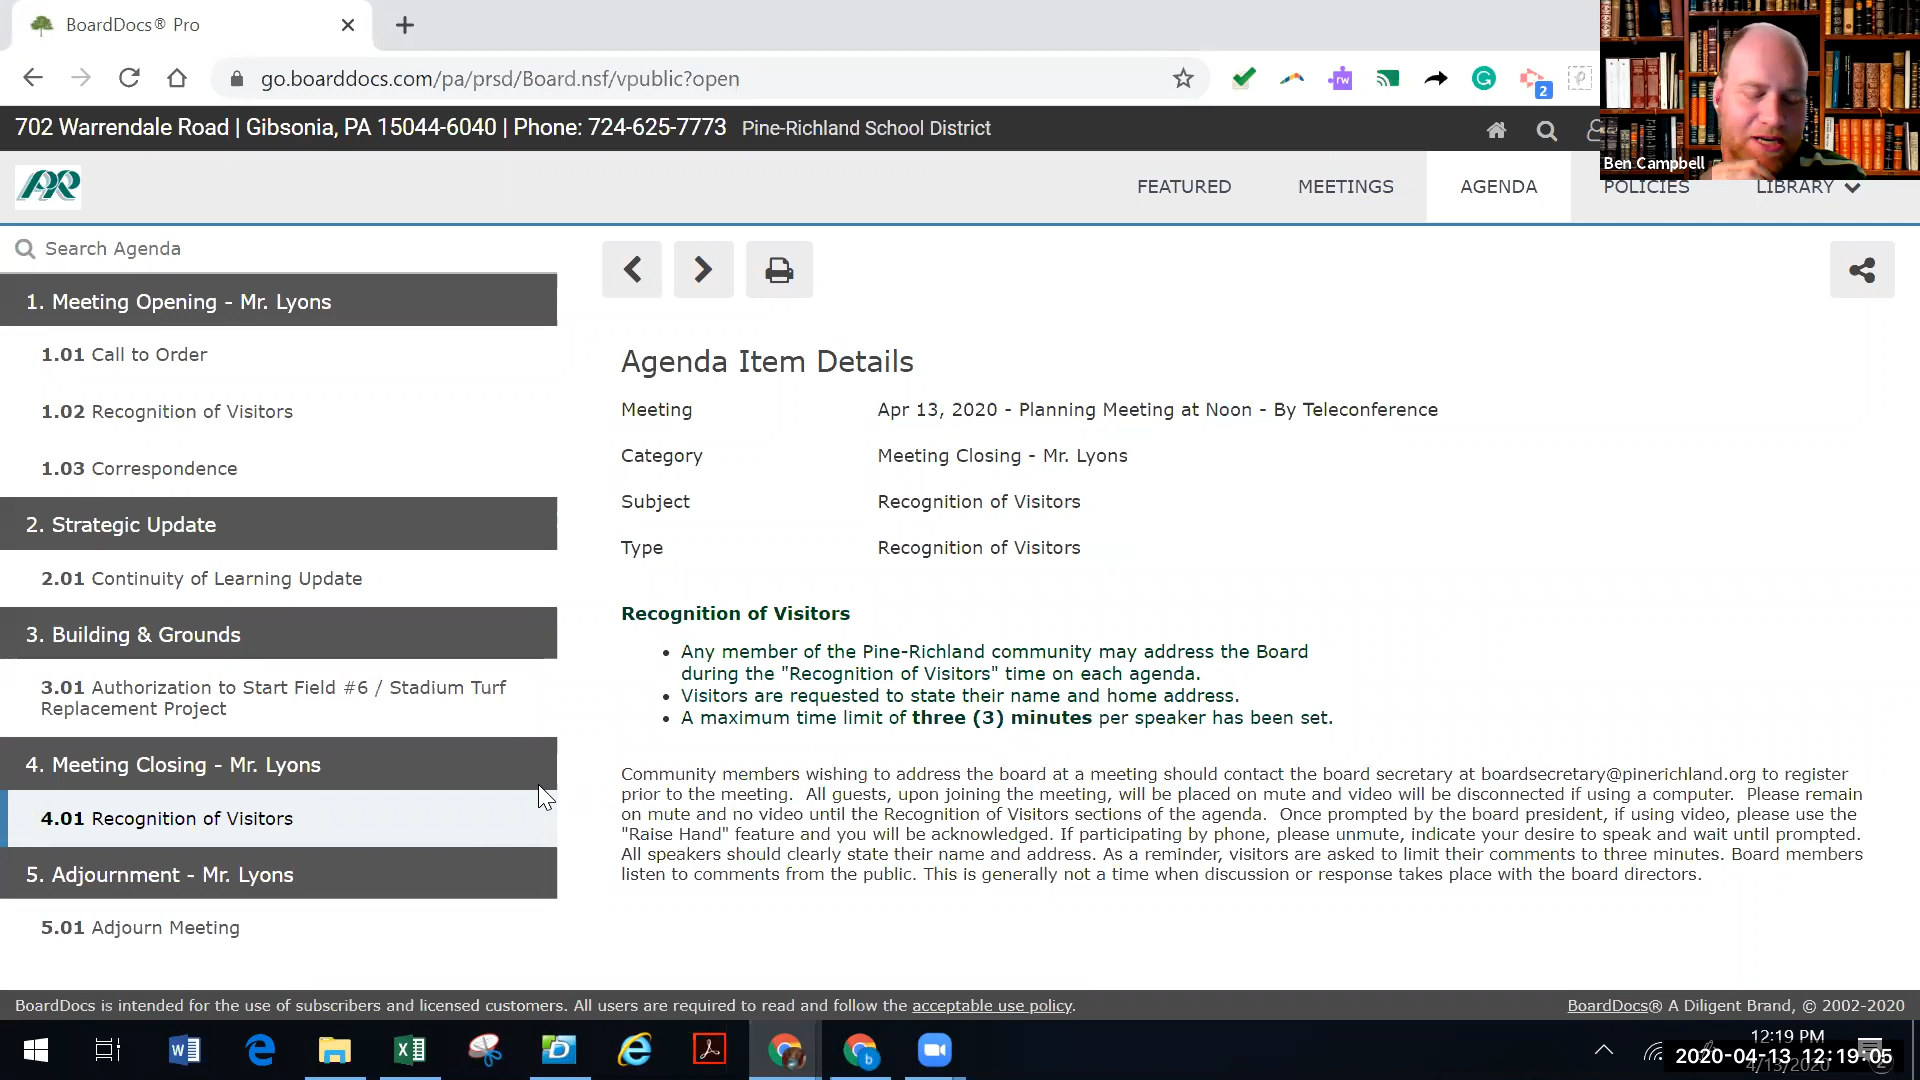 BoardDocs® Pro
go.boarddocs.com/pa/prsd/Board.nsf/vpublic?open
rw
2
Ben Campbell
702 Warrendale Road | Gibsonia, PA 15044-6040 | Phone: 724-625-7773 Pine-Richland School District
PR
FEATURED MEETINGS AGENDA POLICIES LIBRARY
Search Agenda
1. Meeting Opening - Mr. Lyons
1.01 Call to Order
1.02 Recognition of Visitors
1.03 Correspondence
2. Strategic Update
2.01 Continuity of Learning Update
3. Building & Grounds
3.01 Authorization to Start Field #6 / Stadium Turf
Replacement Project
4. Meeting Closing - Mr. Lyons
4.01 Recognition of Visitors
5. Adjournment - Mr. Lyons
5.01 Adjourn Meeting
Agenda Item Details
Meeting Apr 13, 2020 - Planning Meeting at Noon - By Teleconference
Category Meeting Closing - Mr. Lyons
Subject Recognition of Visitors
Type Recognition of Visitors
Recognition of Visitors
• Any member of the Pine-Richland community may address the Board
during the "Recognition of Visitors" time on each agenda.
• Visitors are requested to state their name and home address.
• A maximum time limit of three (3) minutes per speaker has been set.
Community members wishing to address the board at a meeting should contact the board secretary at boardsecretary@pinerichland.org to register
prior to the meeting. All guests, upon joining the meeting, will be placed on mute and video will be disconnected if using a computer. Please remain
on mute and no video until the Recognition of Visitors sections of the agenda. Once prompted by the board president, if using video, please use the
"Raise Hand" feature and you will be acknowledged. If participating by phone, please unmute, indicate your desire to speak and wait until prompted.
All speakers should clearly state their name and address. As a reminder, visitors are asked to limit their comments to three minutes. Board members
listen to comments from the public. This is generally not a time when discussion or response takes place with the board directors.
BoardDocs is intended for the use of subscribers and licensed customers. All users are required to read and follow the acceptable use policy.
BoardDocs® A Diligent Brand, © 2002-2020
12:19 PM
4/13/2020
2020-04-13 12:19:05